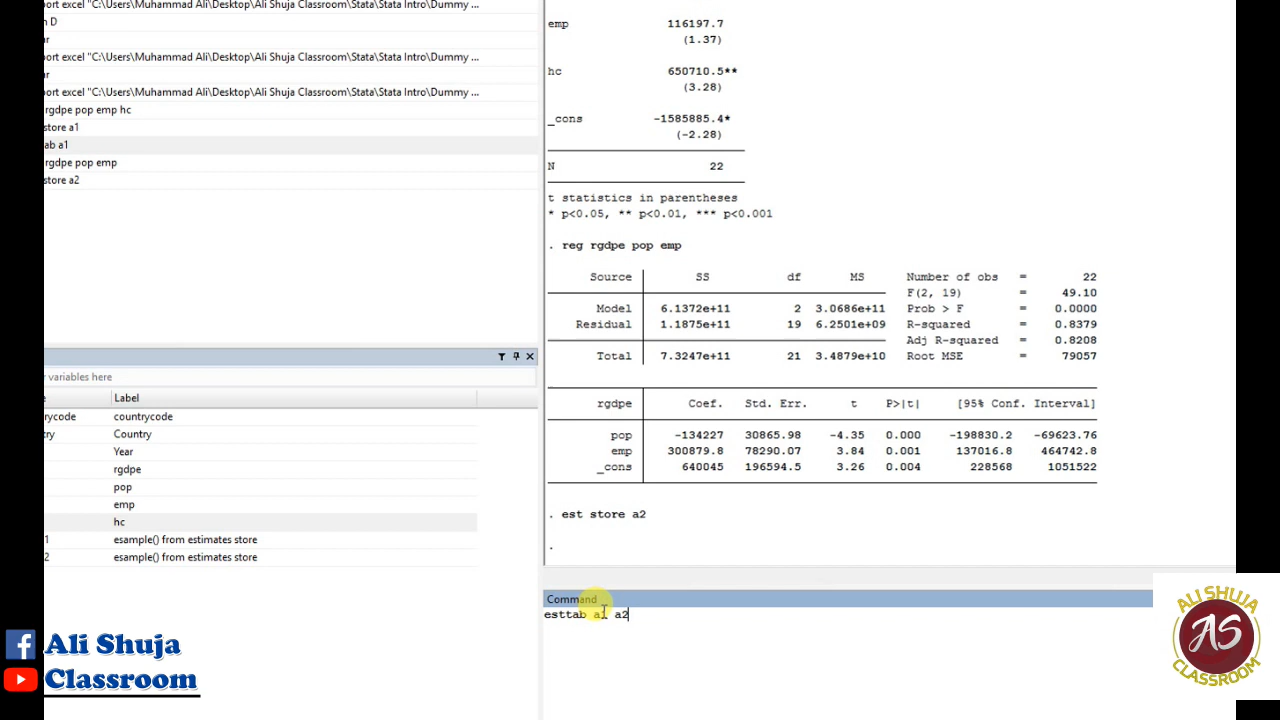 ort excel "C:\Users\Muhammad Ali\Desktop\Ali Shuja Classroom\Stata\Stata Intro\Dummy ...
n D
ar
port excel "C:\Users\Muhammad Ali\Desktop\Ali Shuja Classroom\Stata\Stata Intro\Dummy ...
ar
port excel "C:\Users\Muhammad Ali\Desktop\Ali Shuja Classroom\Stata\Stata Intro\Dummy ...
rgdpe pop emp hc
store a1
ab a1
rgdpe pop emp
store a2
variables here
e Label
rycode countrycode
try Country
Year
rgdpe
pop
emp
hc
1 esample() from estimates store
2 esample() from estimates store
emp 116197.7
(1.37)
hc 650710.5**
(3.28)
_cons -1585885.4*
(-2.28)
N 22
t statistics in parentheses
* p<0.05, ** p<0.01, *** p<0.001
. reg rgdpe pop emp
Source SS df MS Number of obs = 22
F(2, 19) = 49.10
Model 6.1372e+11 2 3.0686e+11 Prob > F = 0.0000
Residual 1.1875e+11 19 6.2501e+09 R-squared = 0.8379
Adj R-squared = 0.8208
Total 7.3247e+11 21 3.4879e+10 Root MSE = 79057
rgdpe Coef. Std. Err. t P>|t| [95% Conf. Interval]
pop -134227 30865.98 -4.35 0.000 -198830.2 -69623.76
emp 300879.8 78290.07 3.84 0.001 137016.8 464742.8
_cons 640045 196594.5 3.26 0.004 228568 1051522
. est store a2
.
Command
esttab a1 a2
Ali Shuja
Classroom
ALI SHUJA
AS
CLASSROOM